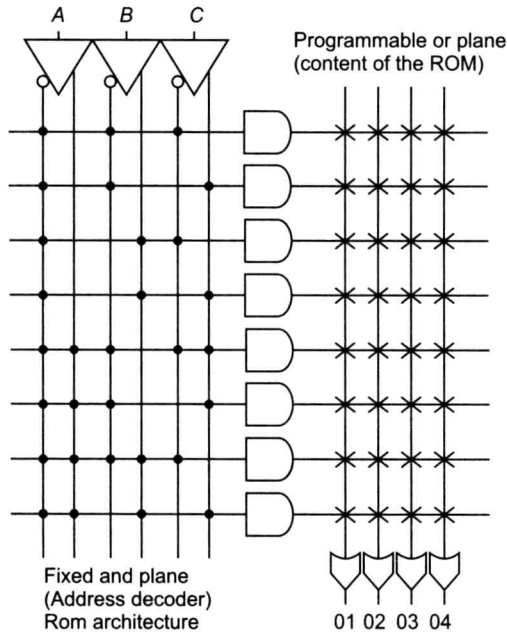 A B C
Programmable or plane
(content of the ROM)
Fixed and plane
(Address decoder)
Rom architecture
01 02 03 04